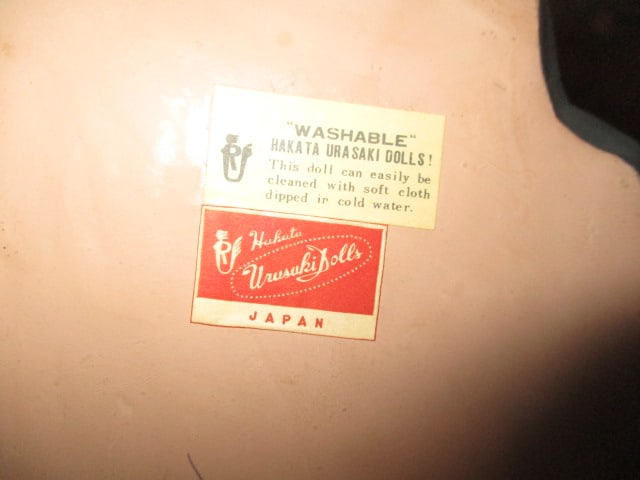 "WASHABLE"
HAKATA URASAKI DOLLS!
This doll can easily be
cleaned with soft cloth
dipped in cold water.
Hakata
Urasaki Dolls
JAPAN